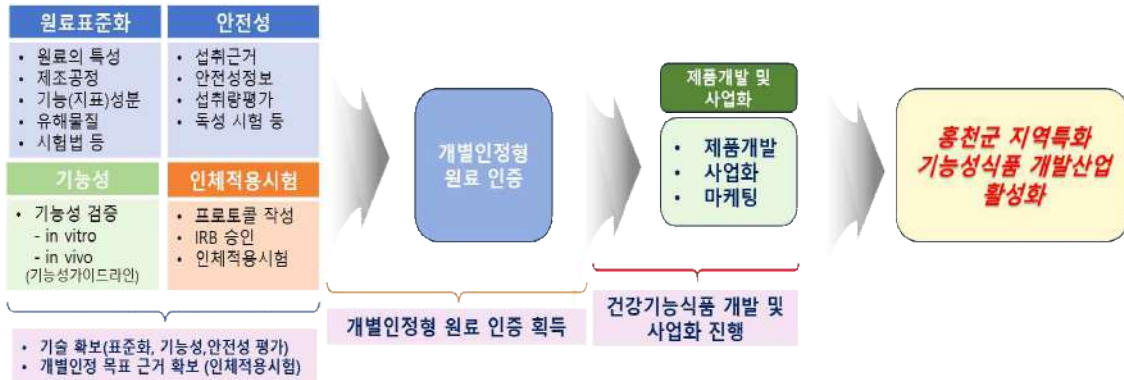 원료표준화
• 원료의 특성
• 제조공정
• 기능(지표)성분
• 유해물질
• 시험법 등
안전성
• 섭취근거
• 안전성정보
• 섭취량평가
• 독성 시험 등
기능성
• 기능성 검증
- in vitro
- in vivo
(기능성가이드라인)
인체적용시험
• 프로토콜 작성
• IRB 승인
• 인체적용시험
• 기술 확보(표준화, 기능성,안전성 평가)
• 개별인정 목표 근거 확보 (인체적용시험)
개별인정형
원료 인증
개별인정형 원료 인증 획득
제품개발 및
사업화
• 제품개발
• 사업화
• 마케팅
건강기능식품 개발 및
사업화 진행
홍천군 지역특화
기능성식품 개발산업
활성화